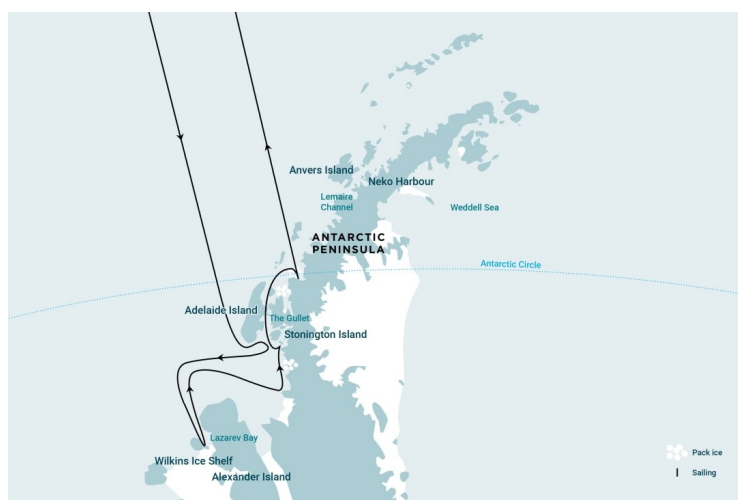 Anvers Island
Neko Harbour
Lemaire
Channel
Weddell Sea
ANTARCTIC
PENINSULA
Antarctic Circle
Adelaide Island
The Gullet
Stonington Island
Lazarev Bay
Wilkins Ice Shelf
Alexander Island
Pack ice
Sailing